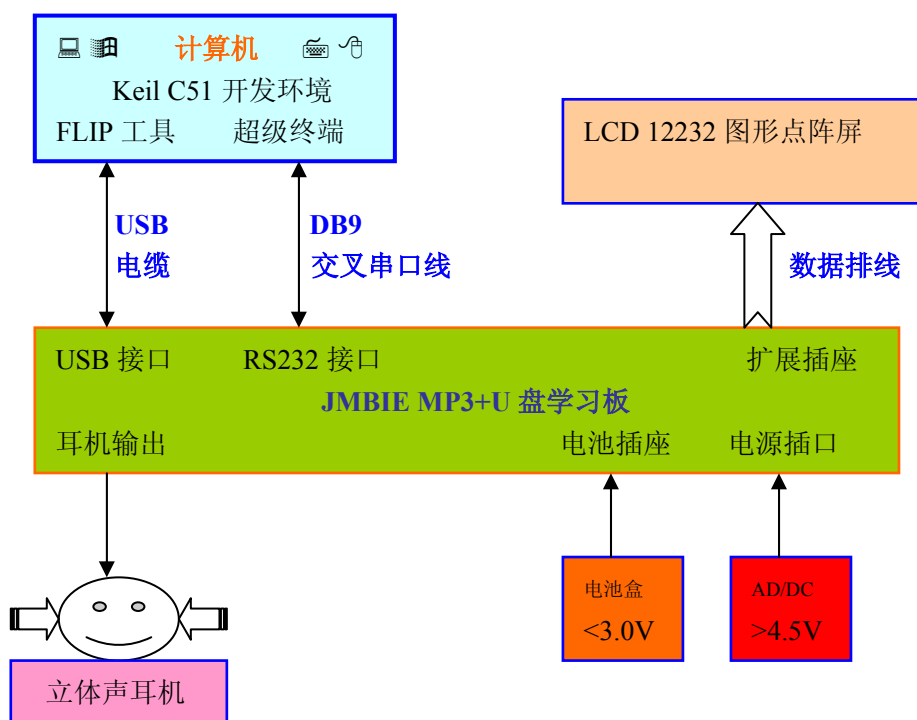 计算机
Keil C51 开发环境
FLIP 工具 超级终端
LCD 12232 图形点阵屏
USB
电缆
DB9
交叉串口线
数据排线
USB 接口 RS232 接口 扩展插座
JMBIE MP3+U 盘学习板
耳机输出 电池插座 电源插口
电池盒
<3.0V
AD/DC
>4.5V
立体声耳机